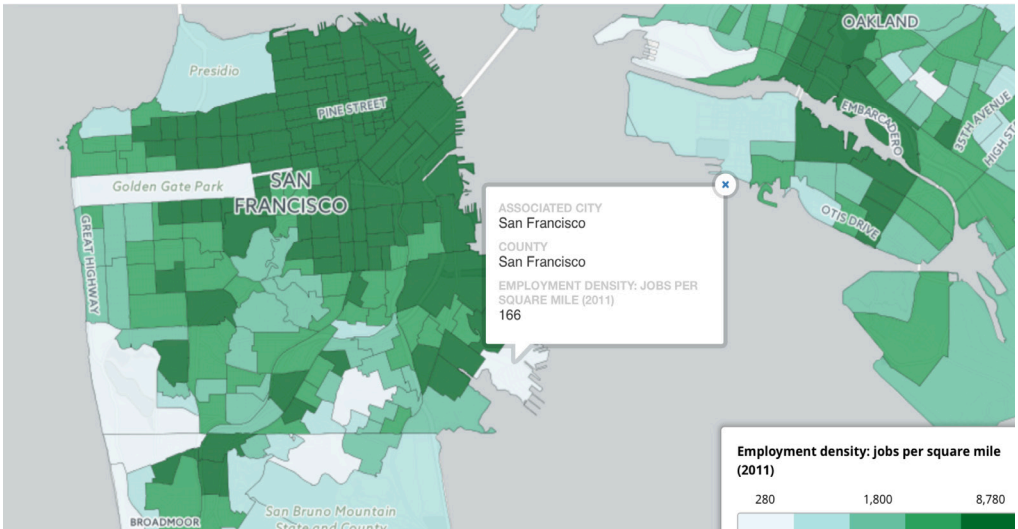 OAKLAND
Presidio
PINE STREET
EMBARCADERO
35TH AVENUE
HIGH ST
Golden Gate Park
SAN
FRANCISCO
GREAT HIGHWAY
OTIS DRIVE
×
ASSOCIATED CITY
San Francisco
COUNTY
San Francisco
EMPLOYMENT DENSITY: JOBS PER
SQUARE MILE (2011)
166
BROADMOOR
San Bruno Mountain
State and County
Employment density: jobs per square mile
(2011)
280 1,800 8,780